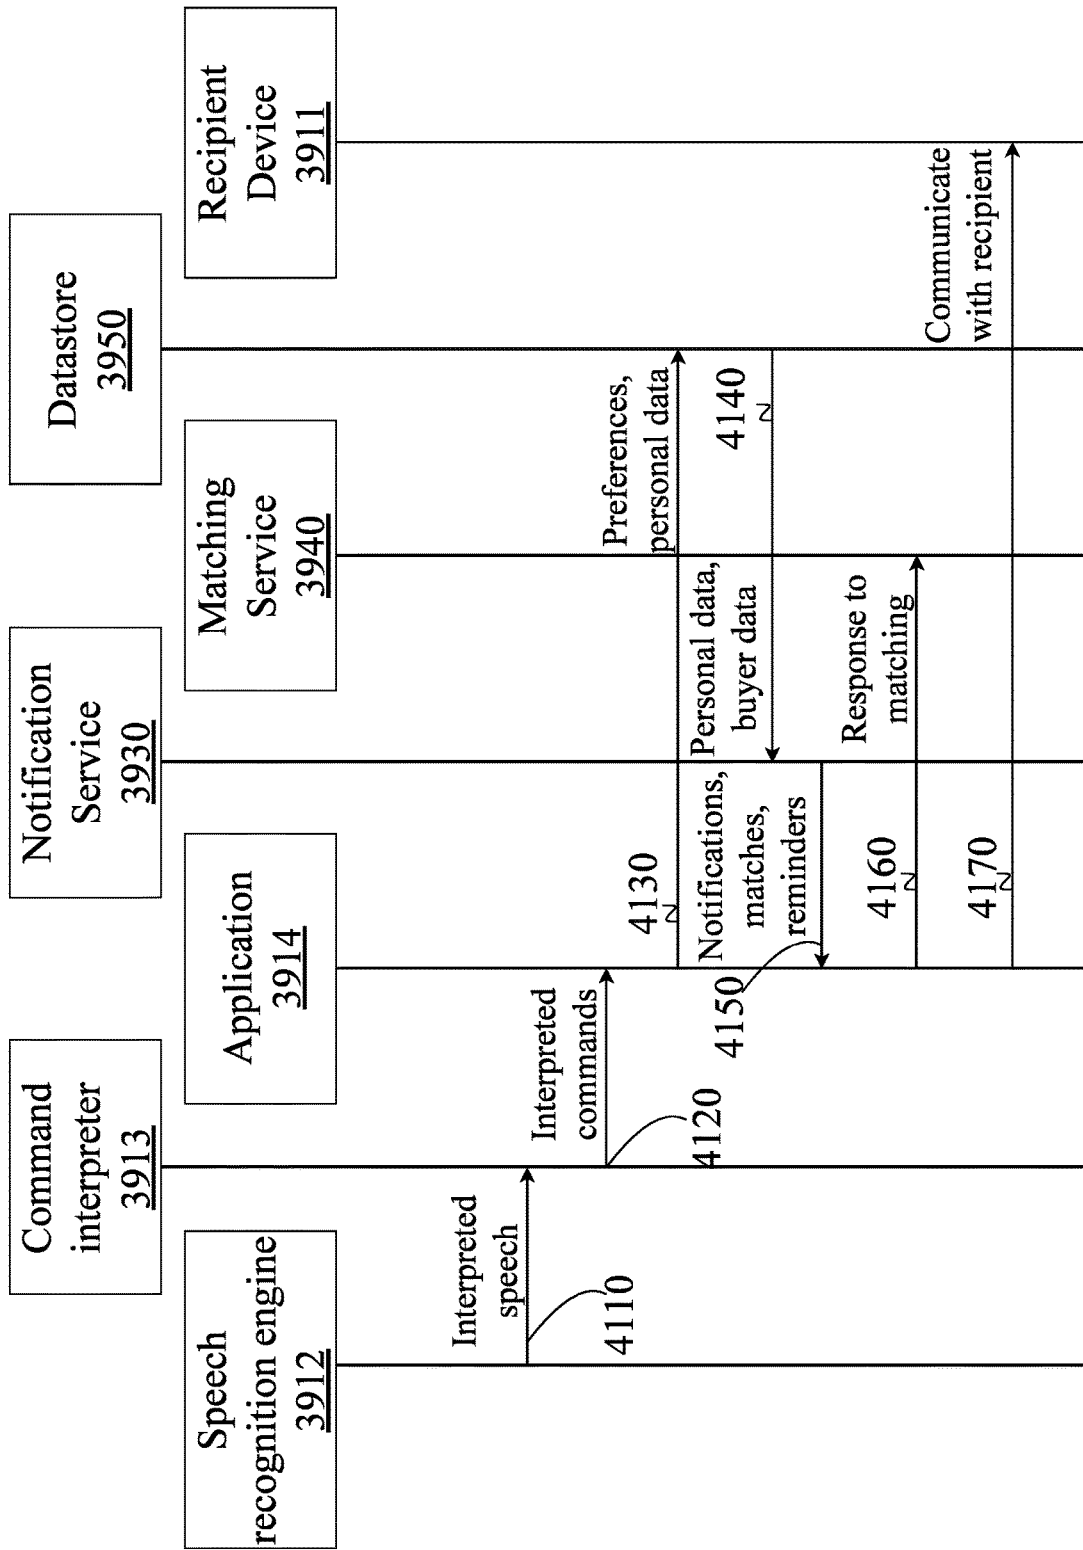 Speech
recognition engine
3912
Command
interpreter
3913
Application
3914
Notification
Service
3930
Matching
Service
3940
Datastore
3950
Recipient
Device
3911
Interpreted
speech
4110
Interpreted
commands
4120
4130
Preferences,
personal data
Personal data,
buyer data
4140
Notifications,
matches,
reminders
4150
4160
Response to
matching
4170
Communicate
with recipient